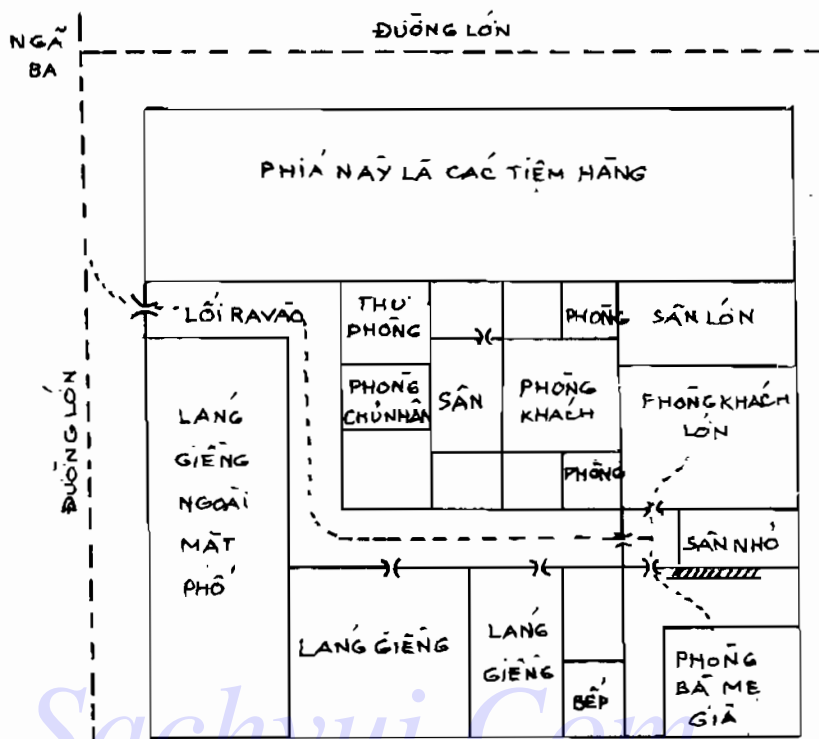 NGÃ
BA
ĐƯỜNG LỚN
PHÍA NÀY LÀ CÁC TIỆM HÀNG
LỐI RA VÀO
THƯ
PHÒNG
PHÒNG
SÂN LỚN
PHÒNG
CHỦ NHÂN
SÂN
PHÒNG
KHÁCH
PHÒNG KHÁCH
LỚN
ĐƯỜNG LỚN
LÁNG
GIỀNG
NGOÀI
MẶT
PHỐ
PHÒNG
SÂN NHỎ
LÁNG GIỀNG
LÁNG
GIỀNG
BẾP
PHÒNG
BÀ MẸ
GIÀ
Sachvui.Com